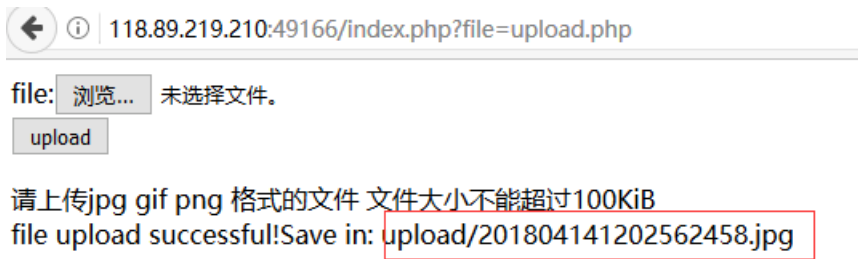 118.89.219.210:49166/index.php?file=upload.php
file: 浏览... 未选择文件。
upload
请上传jpg gif png 格式的文件 文件大小不能超过100KiB
file upload successful!Save in: upload/201804141202562458.jpg